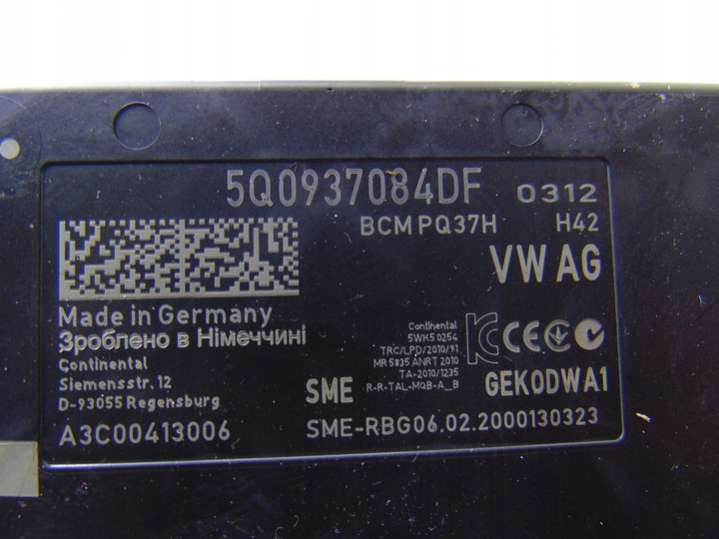 5Q0937084DF 0312
BCM PQ37H H42
VW AG
Made in Germany
Зроблено в Німеччині
Continental
Siemensstr. 12
D-93055 Regensburg
A3C00413006
Continental
5WK50254
TRC/LPD/2010/91
MR 5835 ANRT 2010
TA-2010/1235
R-R-TAL-MQB-A_B
SME
GEK0DWA1
SME-RBG06.02.2000130323